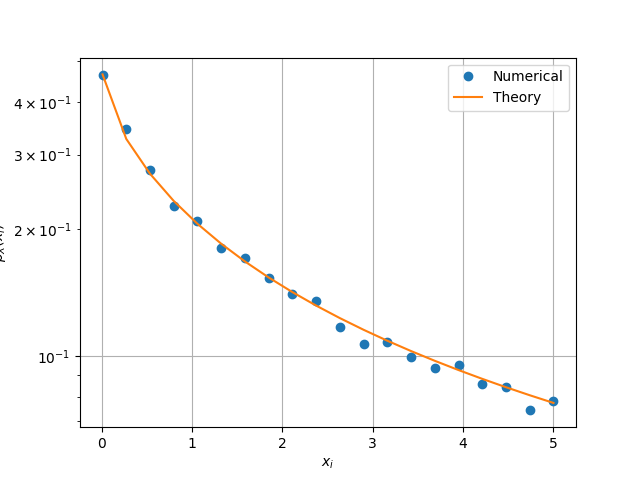 Numerical
Theory
4 × 10⁻¹
3 × 10⁻¹
2 × 10⁻¹
10⁻¹
0 1 2 3 4 5
xᵢ